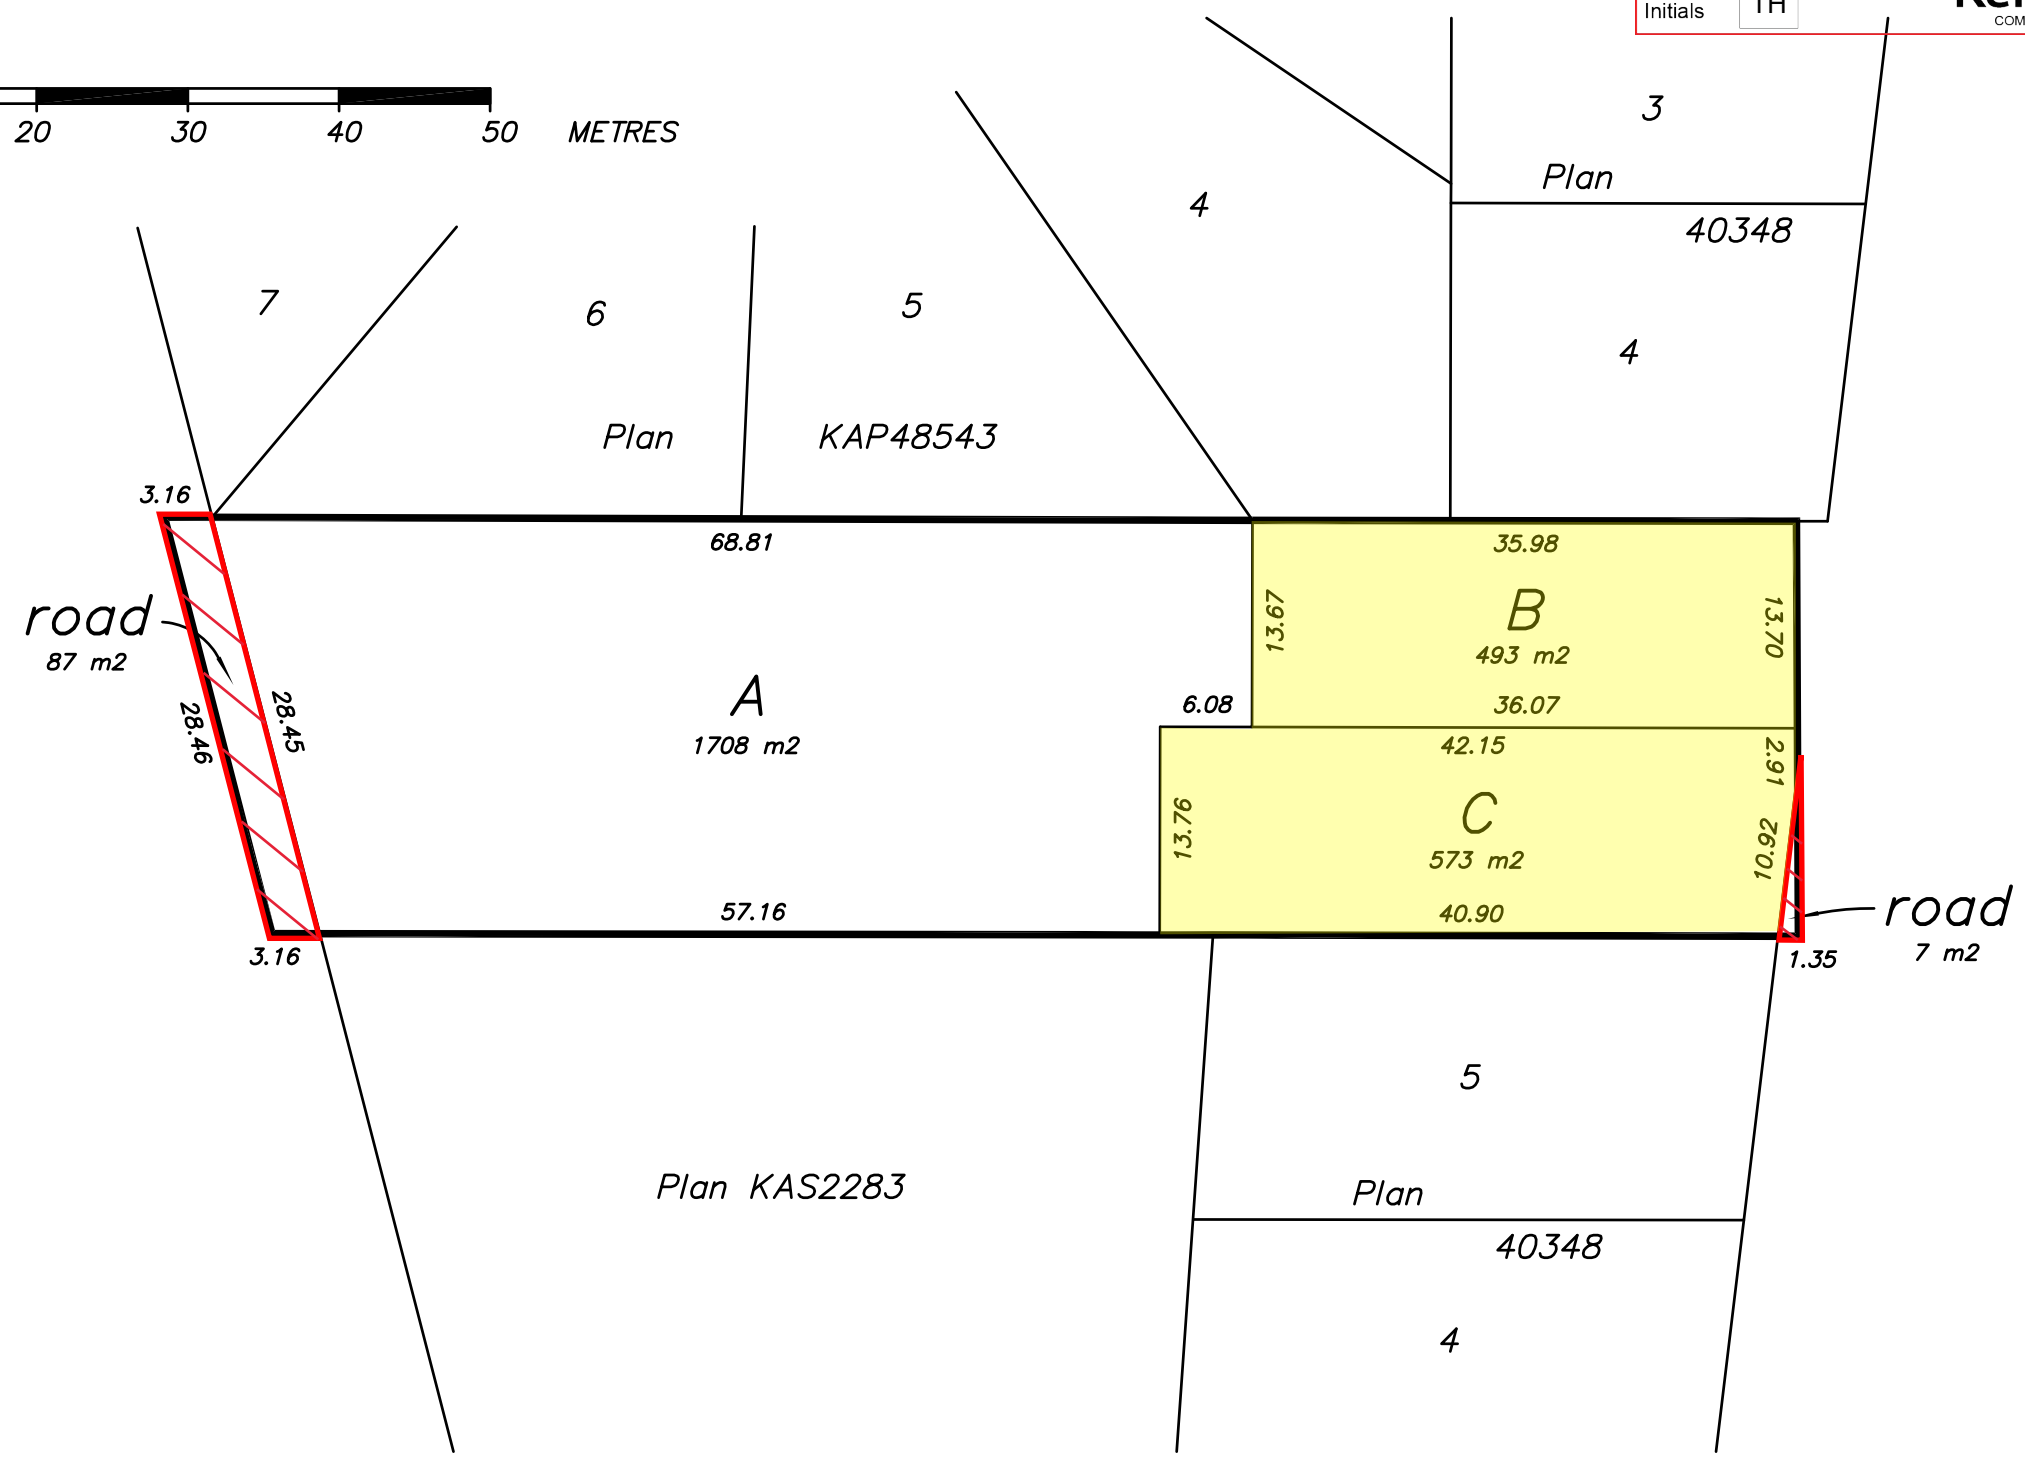 Initials TH
COM
3
20 30 40 50 METRES
Plan
4
40348
7
6
5
4
Plan KAP48543
3.16
68.81
35.98
road
87 m2
B
493 m2
13.67
13.70
28.46
28.45
A
1708 m2
6.08
36.07
42.15
2.91
C
573 m2
13.76
10.92
57.16
40.90
road
7 m2
3.16
1.35
5
Plan KAS2283
Plan
40348
4